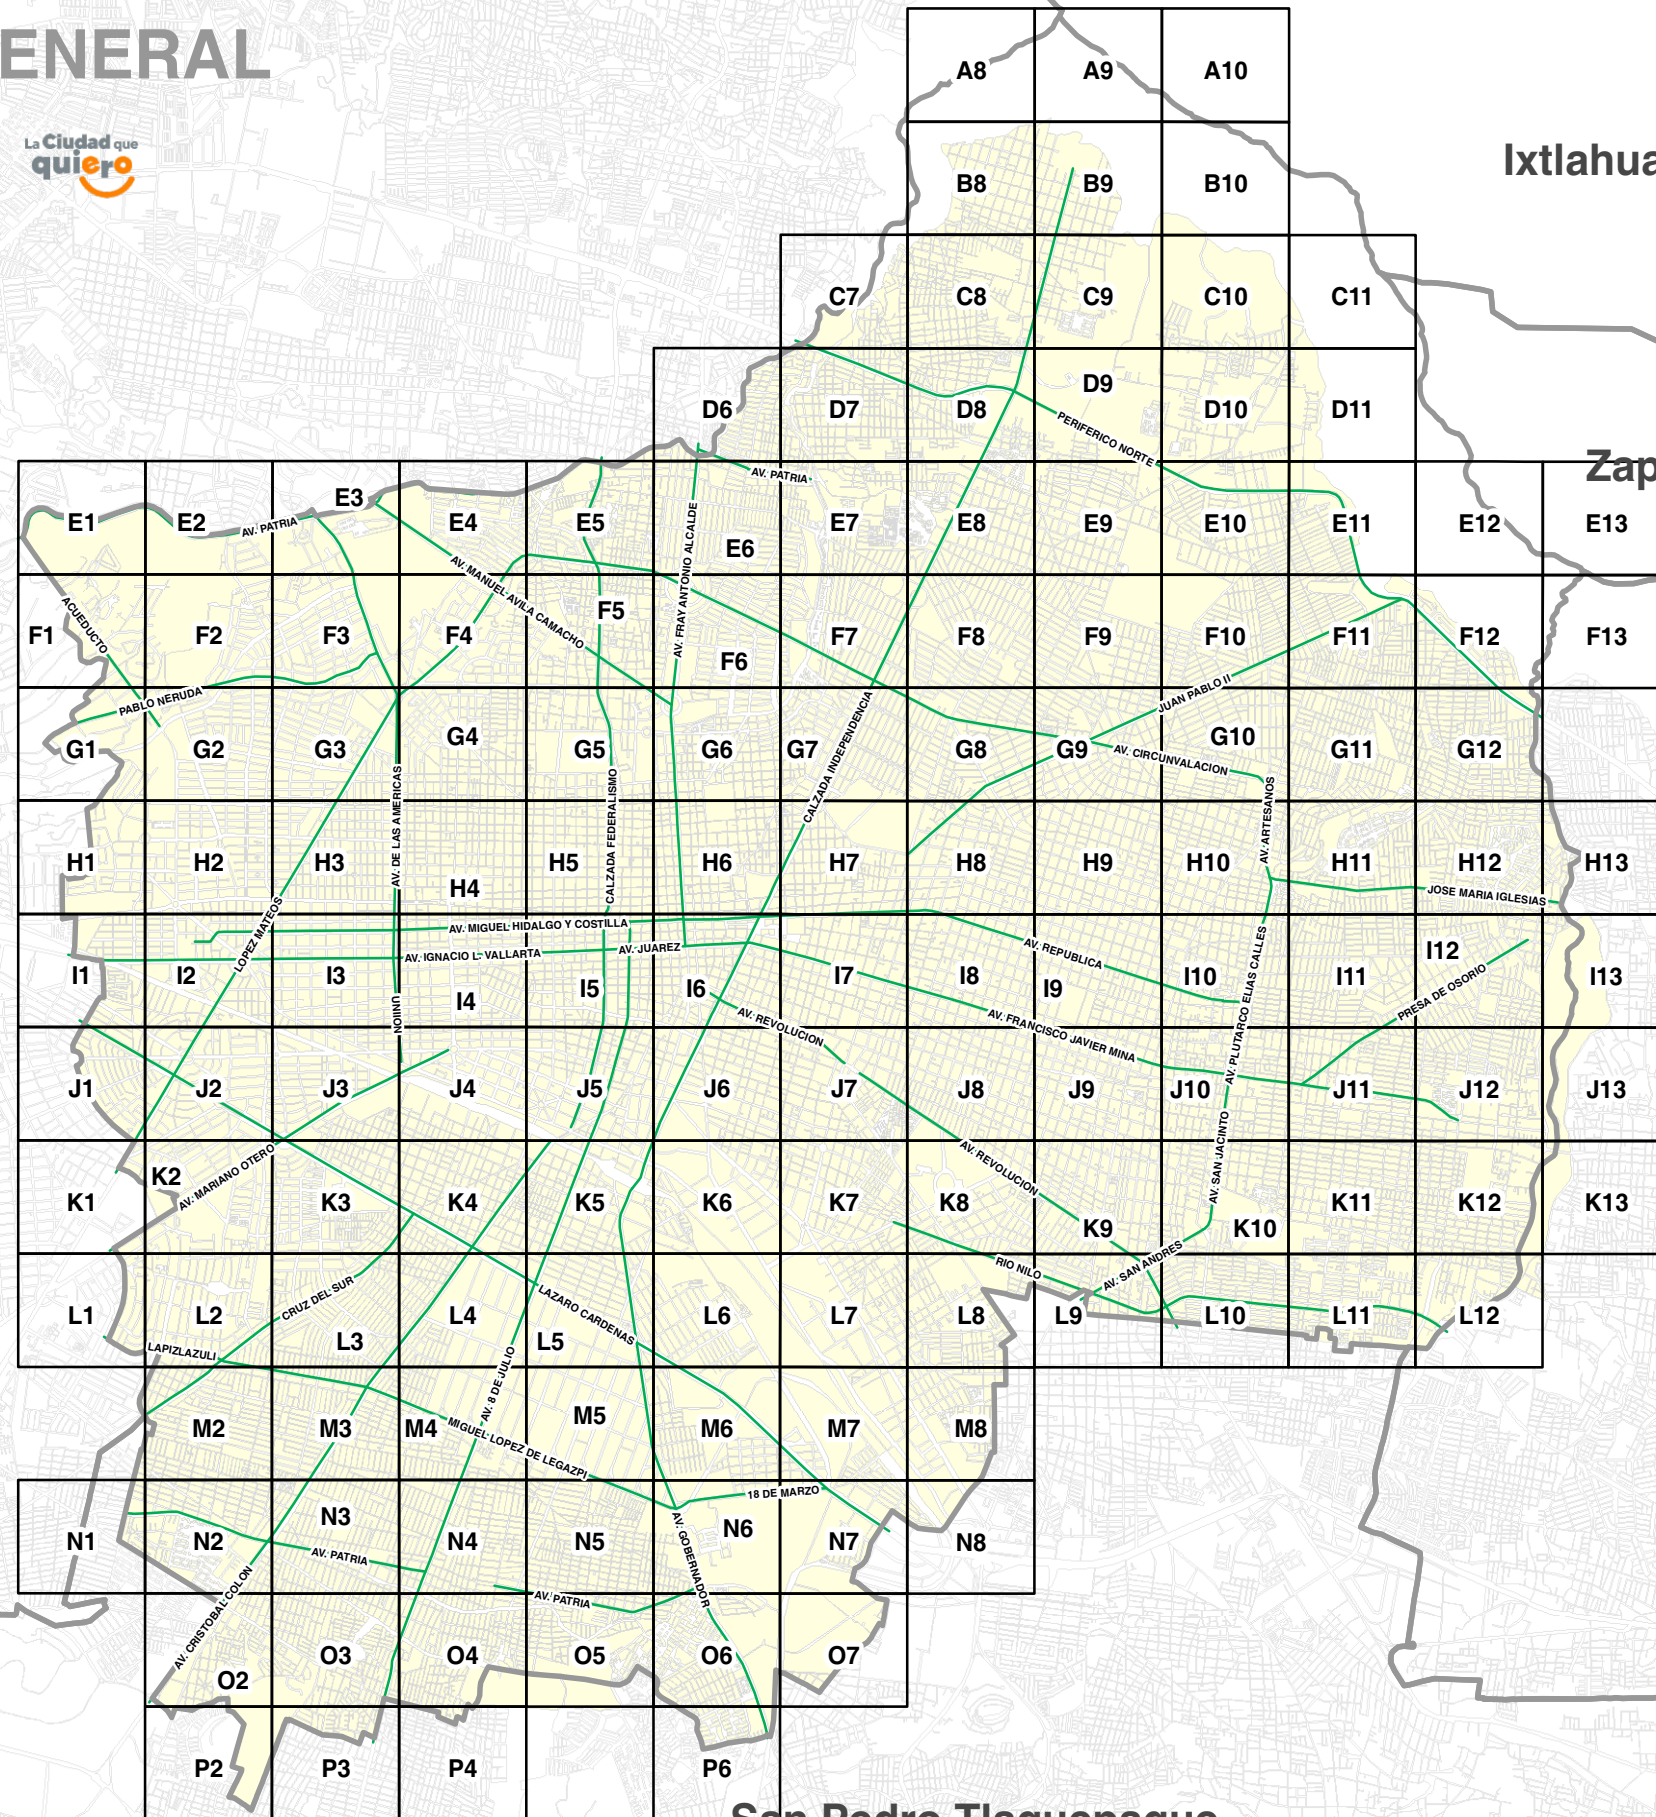 ENERAL
La Ciudad que
quiero
A8 A9 A10
Ixtlahua
B8 B9 B10
C7 C8 C9 C10 C11
D6 D7 D8 D9 D10 D11
PERIFERICO NORTE
Zap
AV. PATRIA
E1 E2 E3 E4 E5 E6 E7 E8 E9 E10 E11 E12 E13
AV. PATRIA
AV. MANUEL AVILA CAMACHO
AV. FRAY ANTONIO ALCALDE
ACUEDUCTO
F1 F2 F3 F4 F5 F6 F7 F8 F9 F10 F11 F12 F13
PABLO NERUDA
JUAN PABLO II
G1 G2 G3 G4 G5 G6 G7 G8 G9 G10 G11 G12
AV. CIRCUNVALACION
CALZADA INDEPENDENCIA
AV. DE LAS AMERICAS
CALZADA FEDERALISMO
AV. ARTESANOS
H1 H2 H3 H4 H5 H6 H7 H8 H9 H10 H11 H12 H13
JOSE MARIA IGLESIAS
LOPEZ MATEOS
AV. MIGUEL HIDALGO Y COSTILLA
AV. IGNACIO L. VALLARTA
AV. JUAREZ
AV. REPUBLICA
I1 I2 I3 I4 I5 I6 I7 I8 I9 I10 I11 I12 I13
UNION
AV. REVOLUCION
AV. FRANCISCO JAVIER MINA
AV. PLUTARCO ELIAS CALLES
PRESA DE OSORIO
J1 J2 J3 J4 J5 J6 J7 J8 J9 J10 J11 J12 J13
AV. MARIANO OTERO
AV. REVOLUCION
AV. SAN JACINTO
K1 K2 K3 K4 K5 K6 K7 K8 K9 K10 K11 K12 K13
RIO NILO
AV. SAN ANDRES
CRUZ DEL SUR
LAZARO CARDENAS
L1 L2 L3 L4 L5 L6 L7 L8 L9 L10 L11 L12
LAPIZLAZULI
AV. 8 DE JULIO
M2 M3 M4 M5 M6 M7 M8
MIGUEL LOPEZ DE LEGAZPI
18 DE MARZO
N1 N2 N3 N4 N5 N6 N7 N8
AV. PATRIA
AV. GOBERNADOR
AV. PATRIA
AV. CRISTOBAL COLON
O2 O3 O4 O5 O6 O7
P2 P3 P4 P6
San Pedro Tlaquepaque